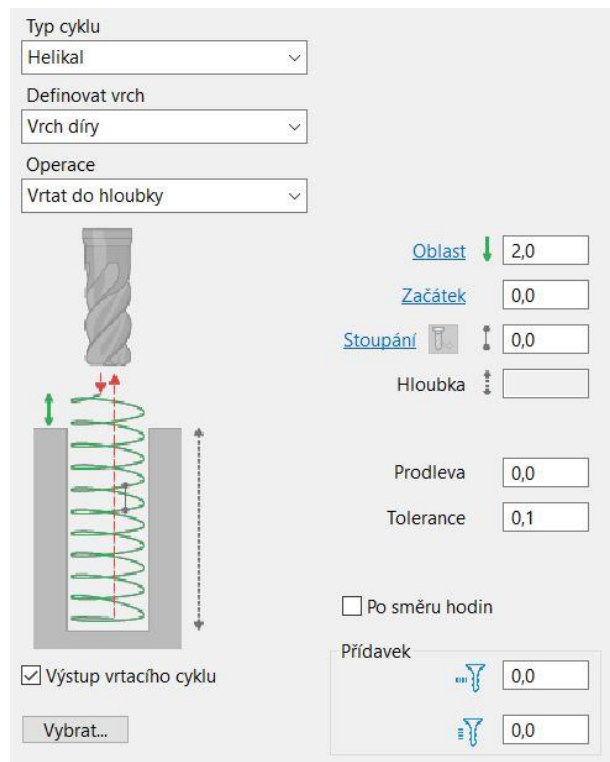 Typ cyklu
Helikal
Definovat vrch
Vrch díry
Operace
Vrtat do hloubky
Oblast 2,0
Začátek 0,0
Stoupání 0,0
Hloubka
Prodleva 0,0
Tolerance 0,1
Po směru hodin
Přídavek
Výstup vrtacího cyklu
0,0
Vybrat...
0,0